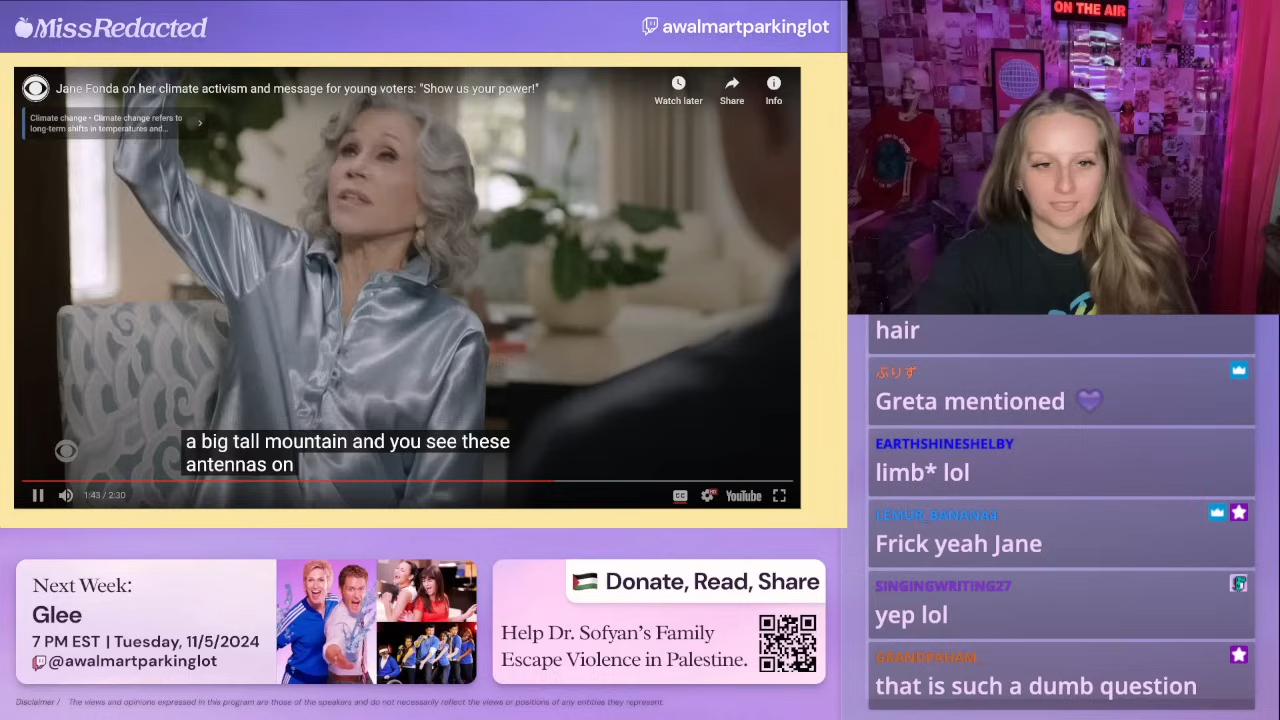 MissRedacted
awalmartparkinglot
ON THE AIR
Jane Fonda on her climate activism and message for young voters: "Show us your power!"
Watch later
Share
Info
Climate change • Climate change refers to
long-term shifts in temperatures and...
a big tall mountain and you see these
antennas on
1:43 / 2:30
CC
YouTube
hair
ぷりず
Greta mentioned
EARTHSHINESHELBY
limb* lol
LEMUR_BANANA4
Frick yeah Jane
SINGINGWRITING27
yep lol
GRANDPAHAM
that is such a dumb question
Next Week:
Glee
7 PM EST | Tuesday, 11/5/2024
@awalmartparkinglot
Donate, Read, Share
Help Dr. Sofyan's Family
Escape Violence in Palestine.
Disclaimer / The views and opinions expressed in this program are those of the speakers and do not necessarily reflect the views or positions of any entities they represent.